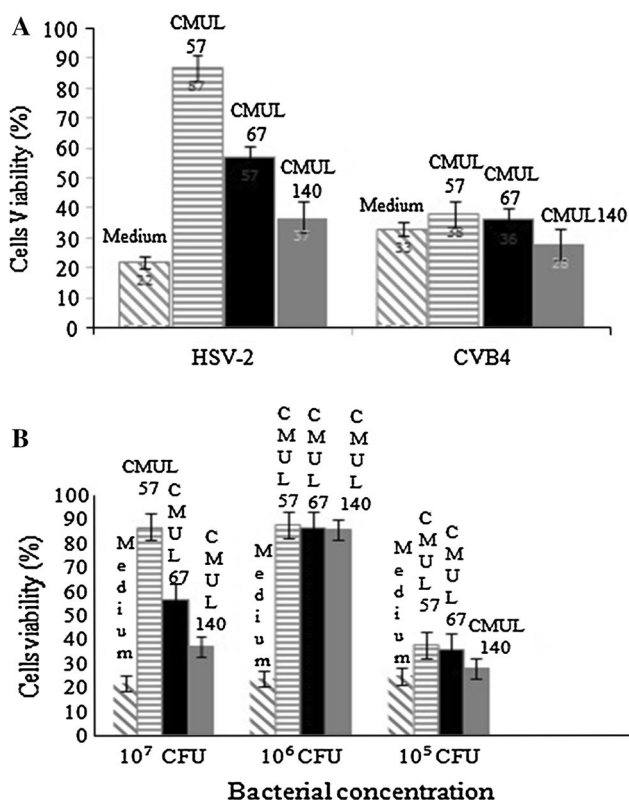 A
Cells Viability (%)
100
90
80
70
60
50
40
30
20
10
0
Medium
22
CMUL
57
87
CMUL
67
57
CMUL
140
37
Medium
33
CMUL
57
38
CMUL
67
36
CMUL140
28
HSV-2
CVB4
B
Cells viability (%)
100
90
80
70
60
50
40
30
20
10
0
Medium
CMUL
57
CMUL
67
CMUL
140
Medium
CMUL
57
CMUL
67
CMUL
140
Medium
CMUL
57
CMUL
67
CMUL
140
10⁷ CFU
10⁶ CFU
10⁵ CFU
Bacterial concentration